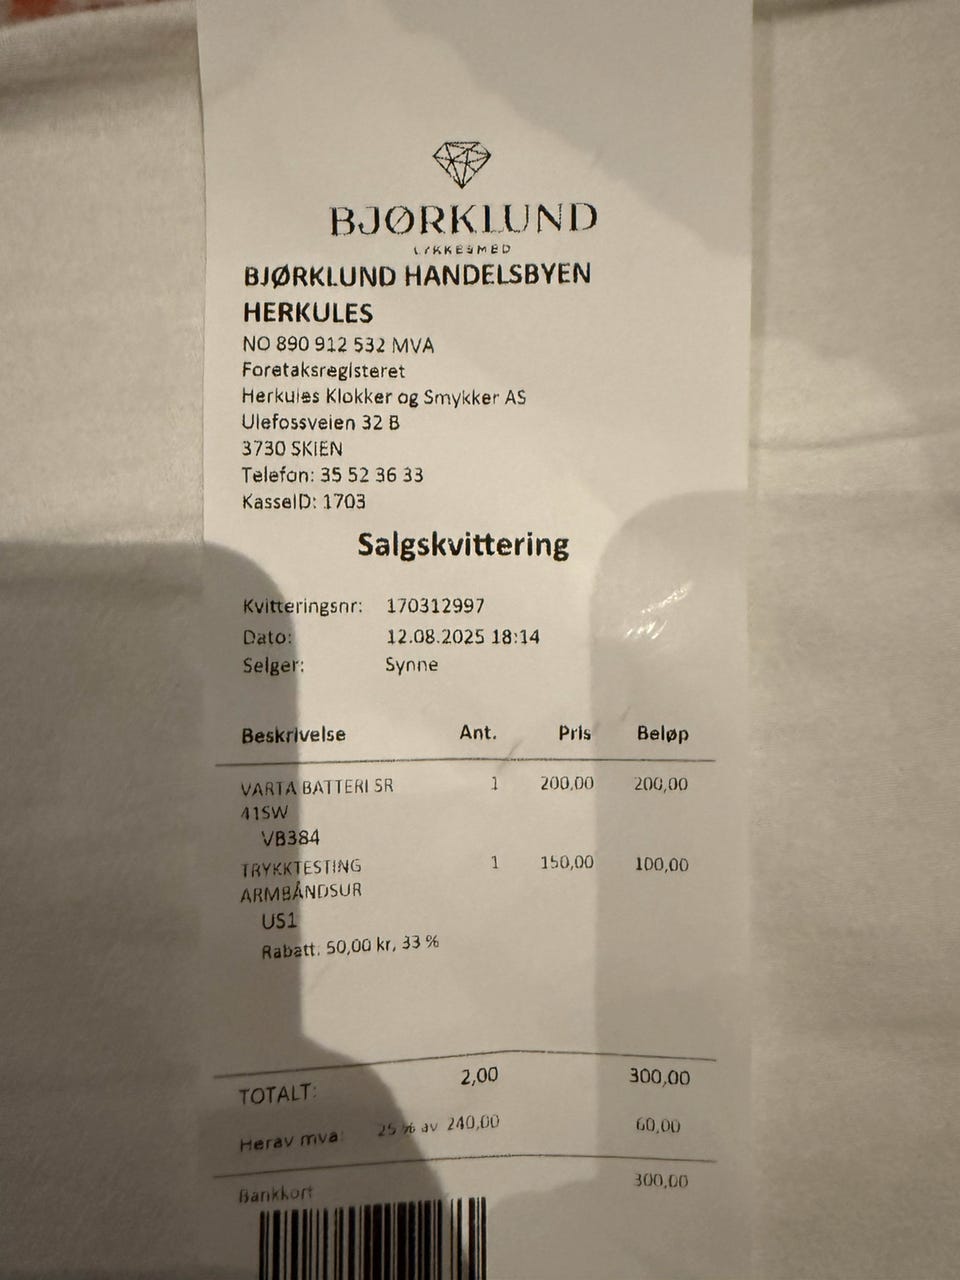 BJØRKLUND
LYKKESMED
BJØRKLUND HANDELSBYEN
HERKULES
NO 890 912 532 MVA
Foretaksregisteret
Herkules Klokker og Smykker AS
Ulefossveien 32 B
3730 SKIEN
Telefon: 35 52 36 33
KasseID: 1703
Salgskvittering
Kvitteringsnr: 170312997
Dato: 12.08.2025 18:14
Selger: Synne
Beskrivelse Ant. Pris Beløp
VARTA BATTERI SR 1 200,00 200,00
41SW
VB384
TRYKKTESTING 1 150,00 100,00
ARMBÅNDSUR
US1
Rabatt: 50,00 kr, 33 %
TOTALT: 2,00 300,00
Herav mva: 25 % av 240,00 60,00
Bankkort 300,00